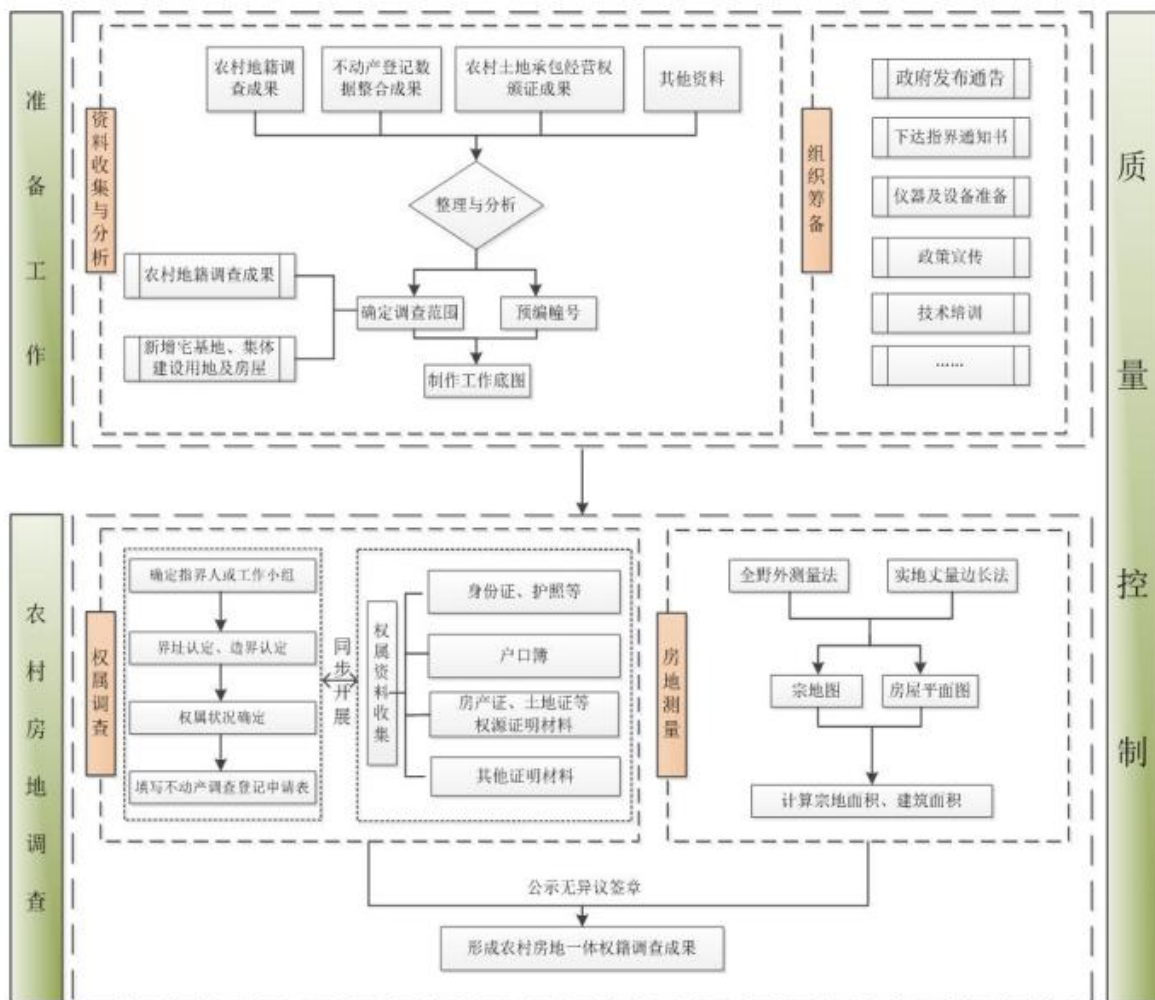 准备工作
资料收集与分析
农村地籍调
查成果
不动产登记数
据整合成果
农村土地承包经营权
颁证成果
其他资料
整理与分析
农村地籍调查成果
新增宅基地、集体
建设用地及房屋
确定调查范围
预编幢号
制作工作底图
组织筹备
政府发布通告
下达指界通知书
仪器及设备准备
政策宣传
技术培训
……
质量控制
农村房地调查
权属调查
确定指界人或工作小组
界址认定、边界认定
权属状况确定
填写不动产调查登记申请表
同步开展
权属资料收集
身份证、护照等
户口簿
房产证、土地证等
权源证明材料
其他证明材料
房地测量
全野外测量法
实地丈量边长法
宗地图
房屋平面图
计算宗地面积、建筑面积
公示无异议签章
形成农村房地一体权籍调查成果